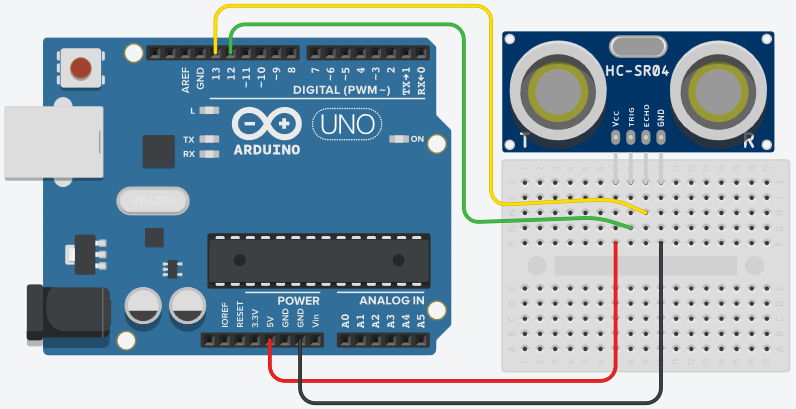 AREF
GND
13
12
~11
~10
~9
8
7
~6
~5
4
~3
2
TX→1
RX←0
DIGITAL (PWM~)
L
TX
RX
ARDUINO
UNO
ON
HC-SR04
Vcc
TRIG
ECHO
GND
T
R
POWER
ANALOG IN
IOREF
RESET
3.3V
5V
GND
GND
Vin
A0
A1
A2
A3
A4
A5